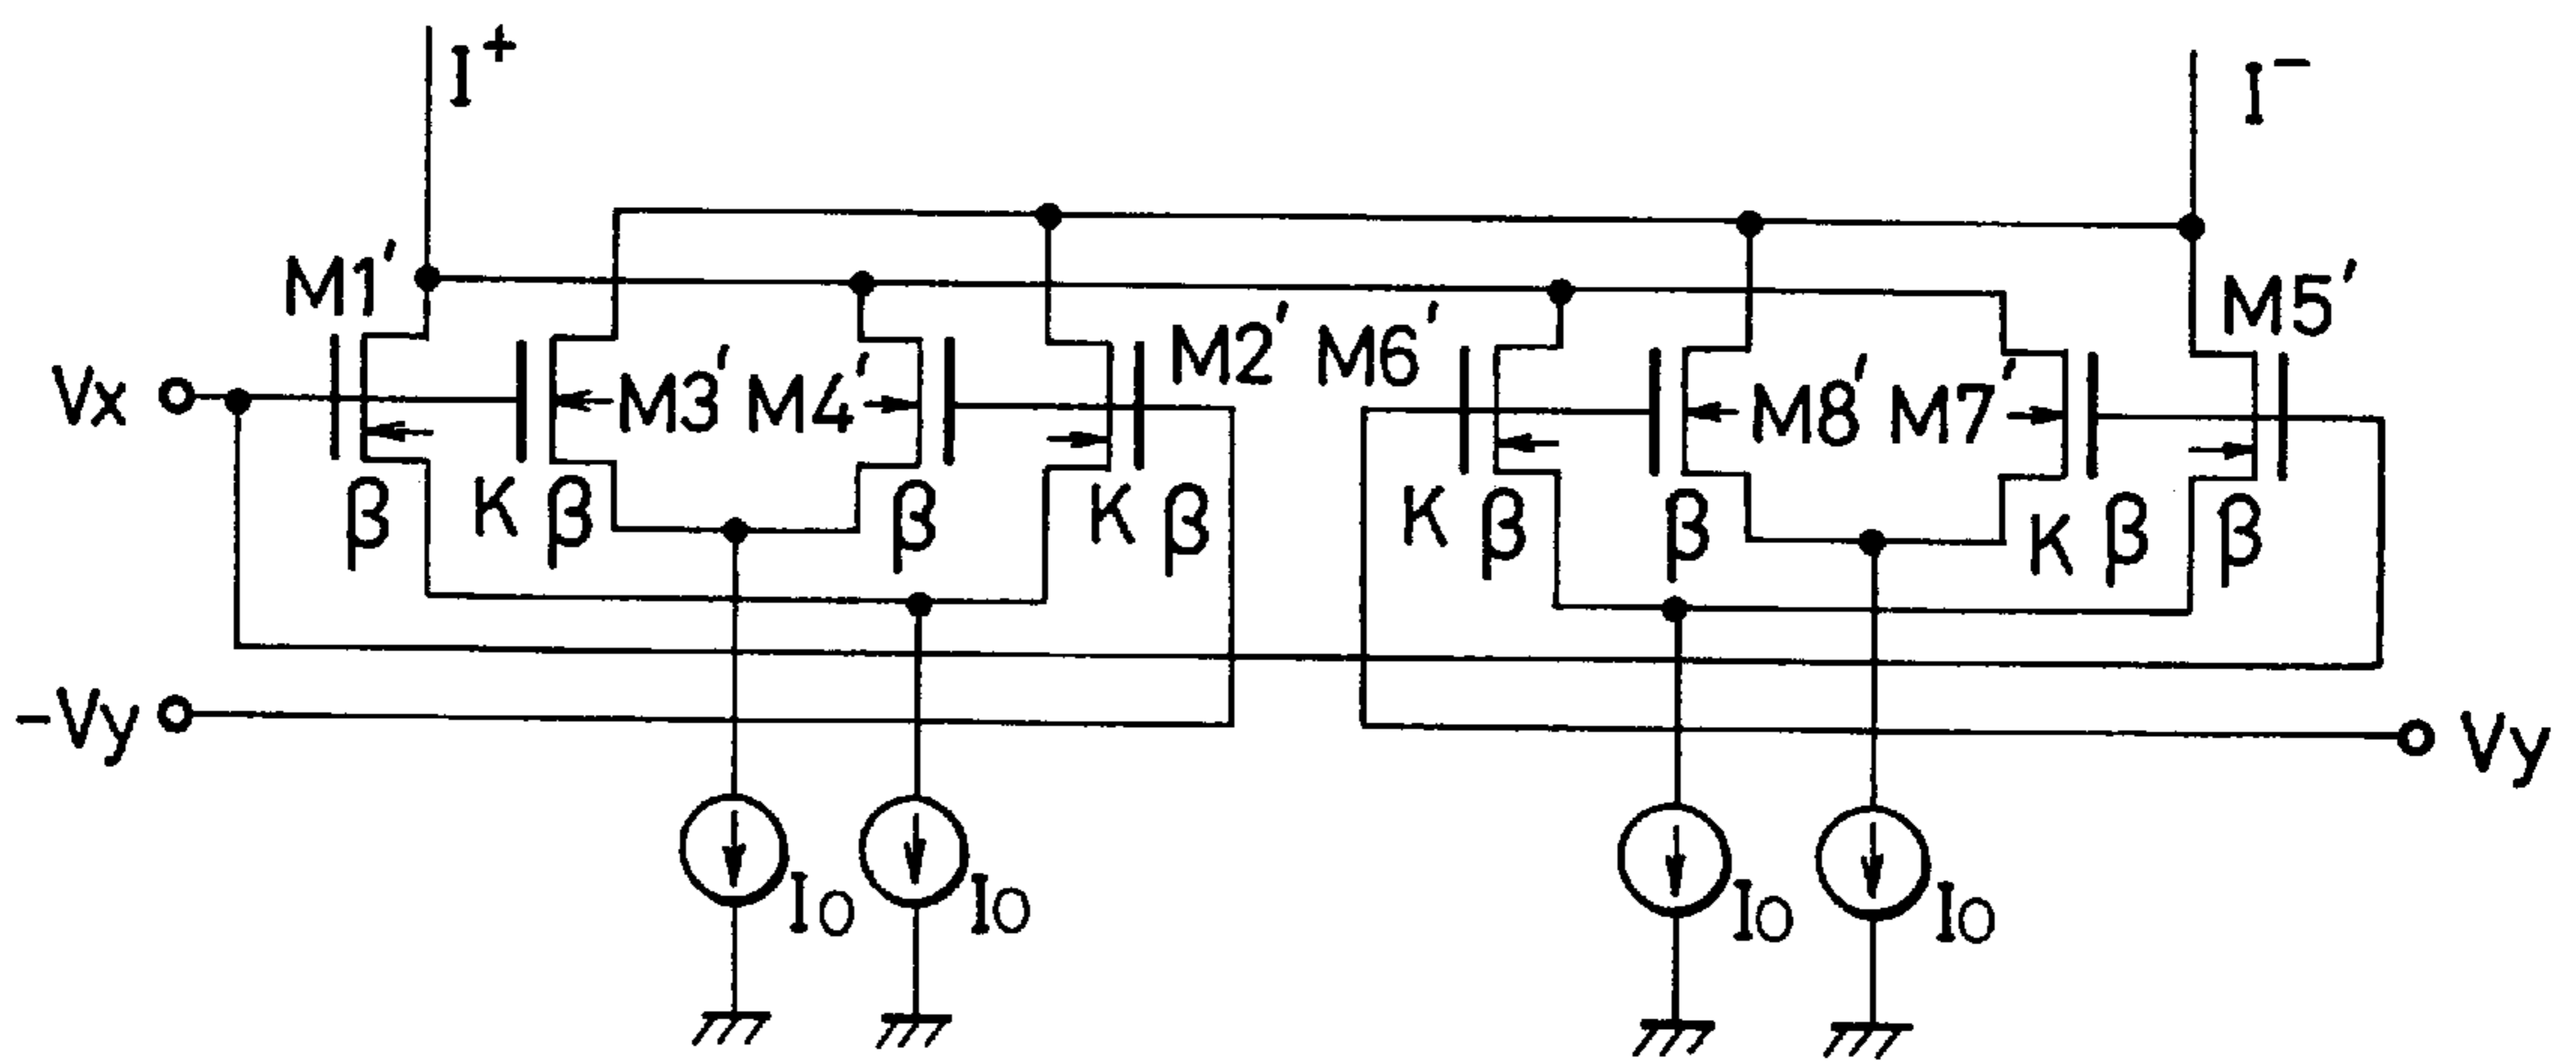 I⁺
I⁻
M1′
M5′
M2′ M6′
Vx
M3′ M4′
M8′ M7′
β
K β
β
K β
K β
β
K β
β
-Vy
Vy
I₀
I₀
I₀
I₀